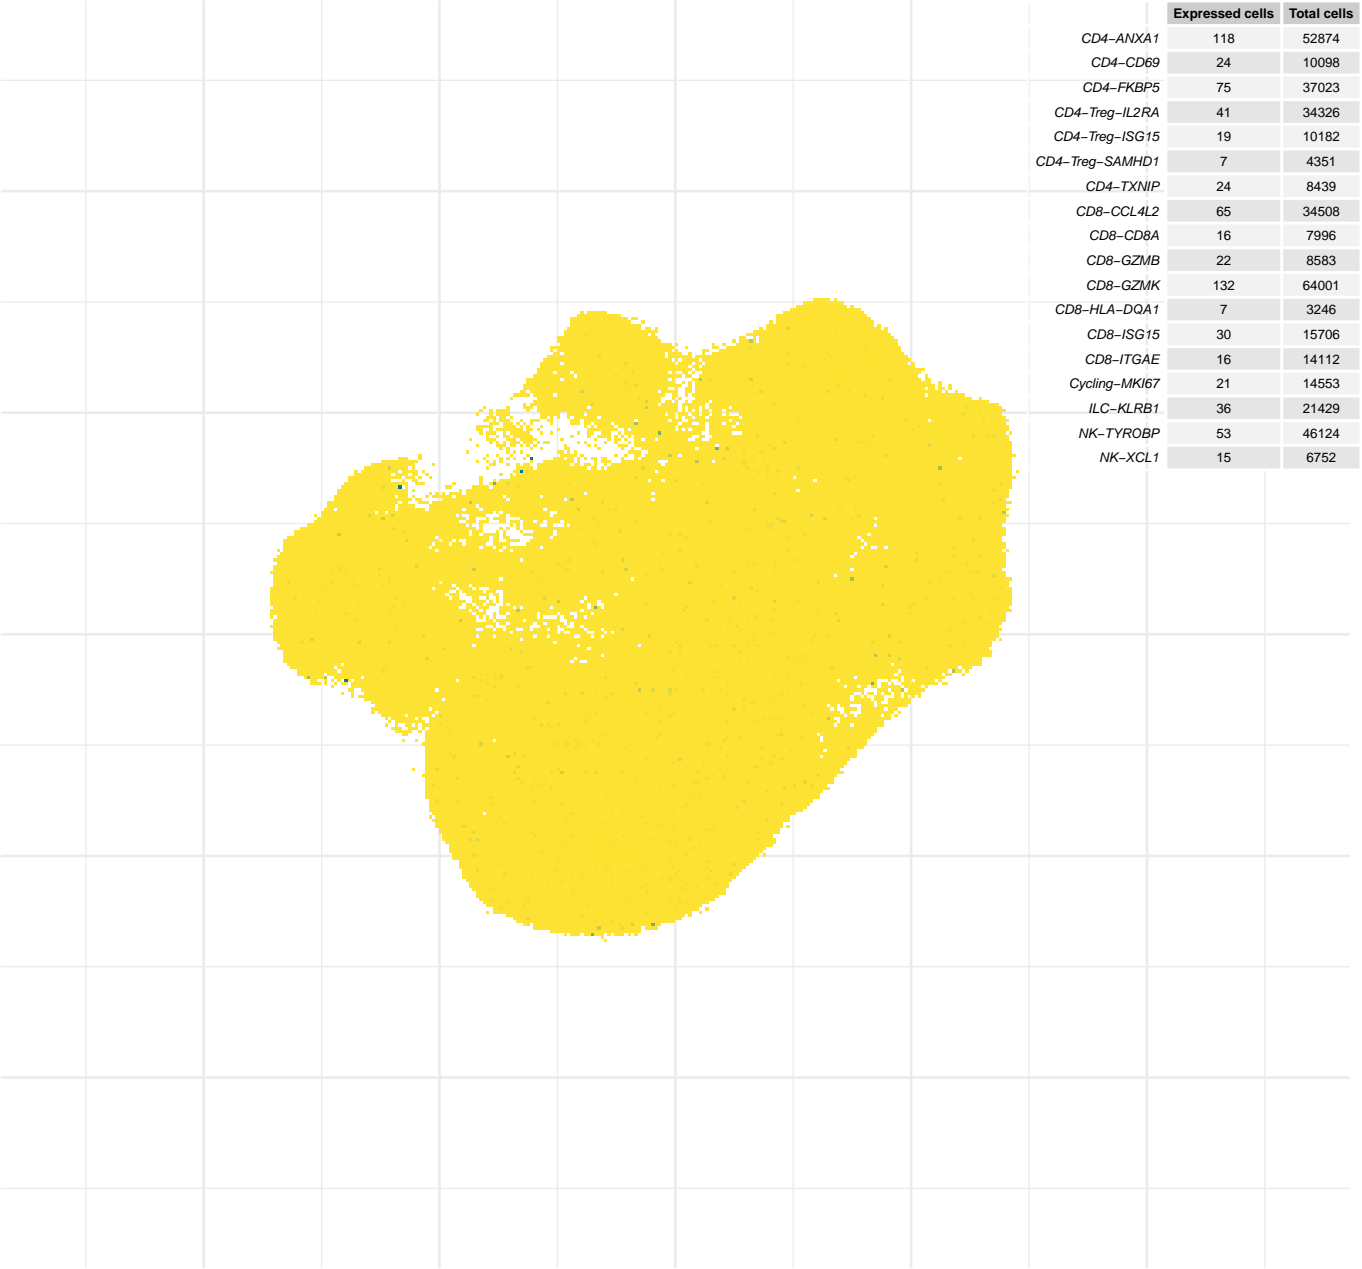 Expressed cells Total cells
CD4−ANXA1 118 52874
CD4−CD69 24 10098
CD4−FKBP5 75 37023
CD4−Treg−IL2RA 41 34326
CD4−Treg−ISG15 19 10182
CD4−Treg−SAMHD1 7 4351
CD4−TXNIP 24 8439
CD8−CCL4L2 65 34508
CD8−CD8A 16 7996
CD8−GZMB 22 8583
CD8−GZMK 132 64001
CD8−HLA−DQA1 7 3246
CD8−ISG15 30 15706
CD8−ITGAE 16 14112
Cycling−MKI67 21 14553
ILC−KLRB1 36 21429
NK−TYROBP 53 46124
NK−XCL1 15 6752